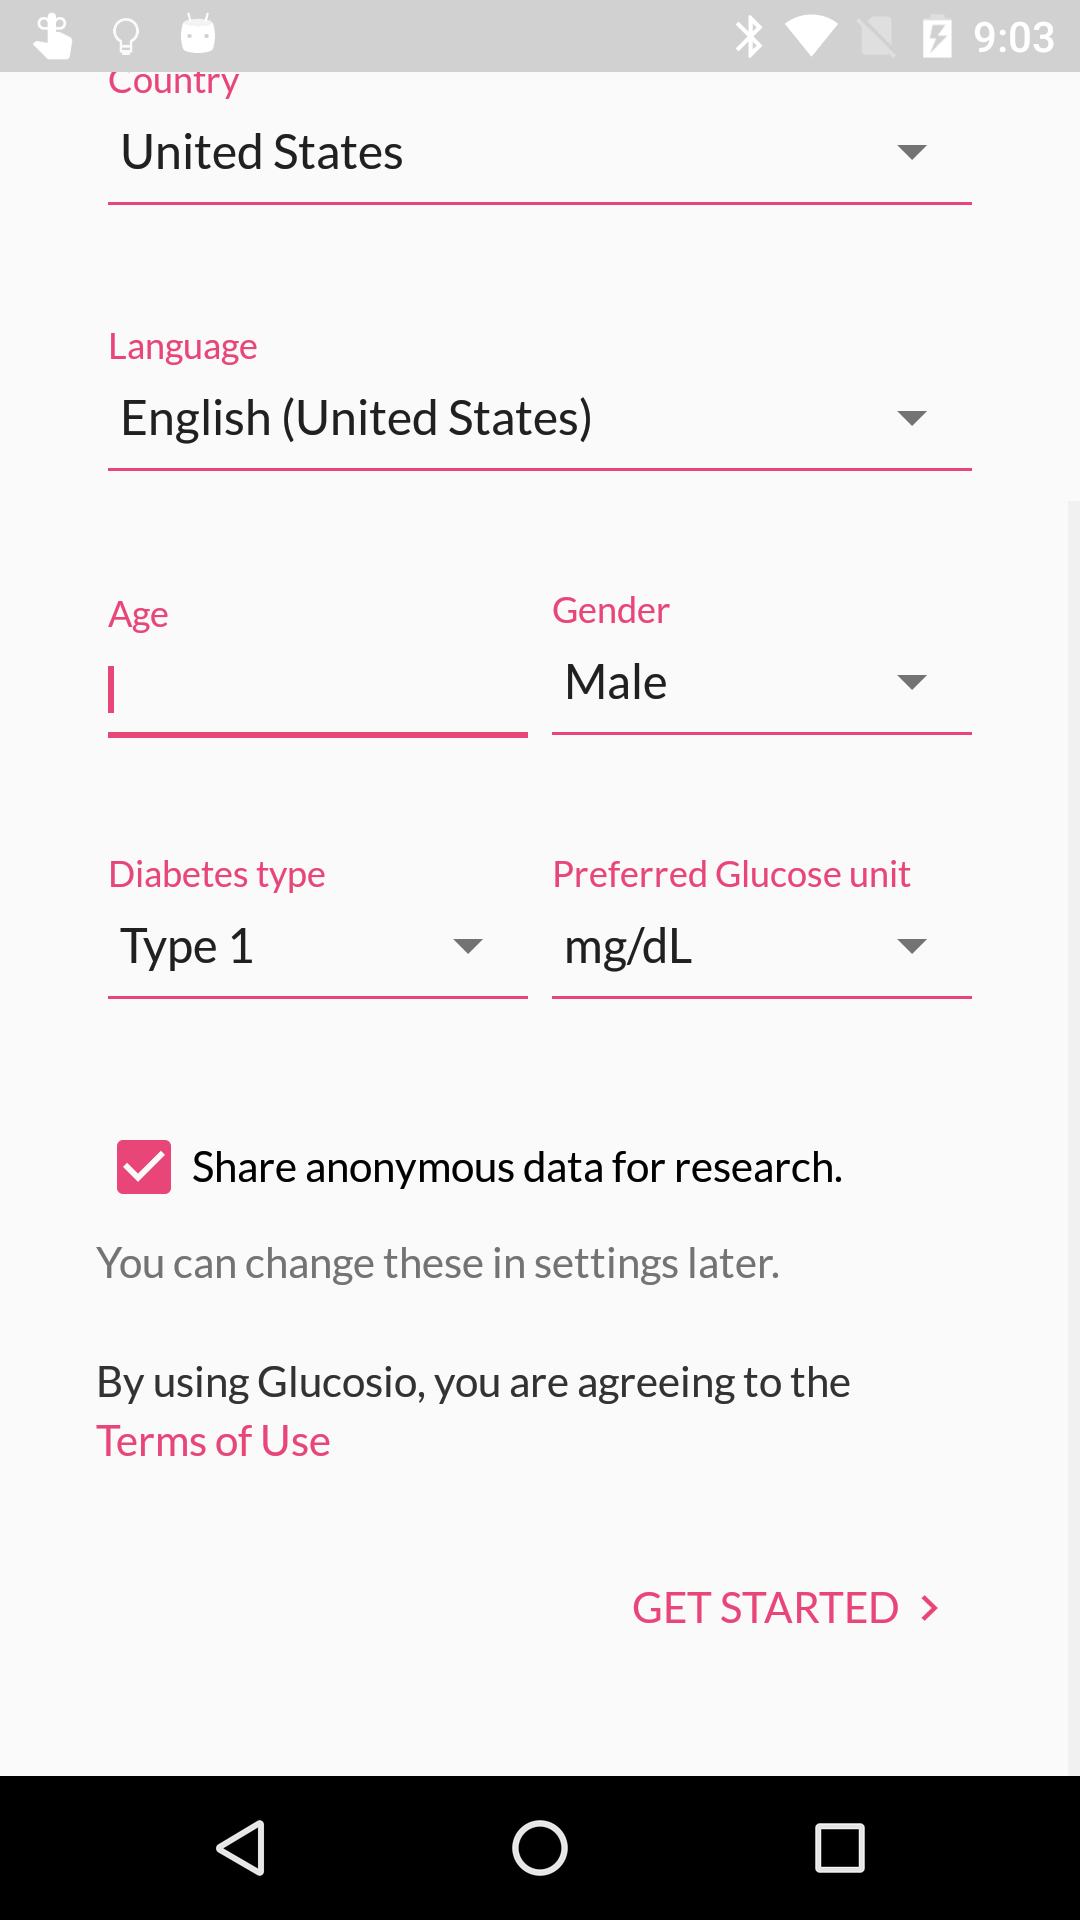 9:03
Country
United States
Language
English (United States)
Age
Gender
Male
Diabetes type
Preferred Glucose unit
Type 1
mg/dL
Share anonymous data for research.
You can change these in settings later.
By using Glucosio, you are agreeing to the
Terms of Use
GET STARTED